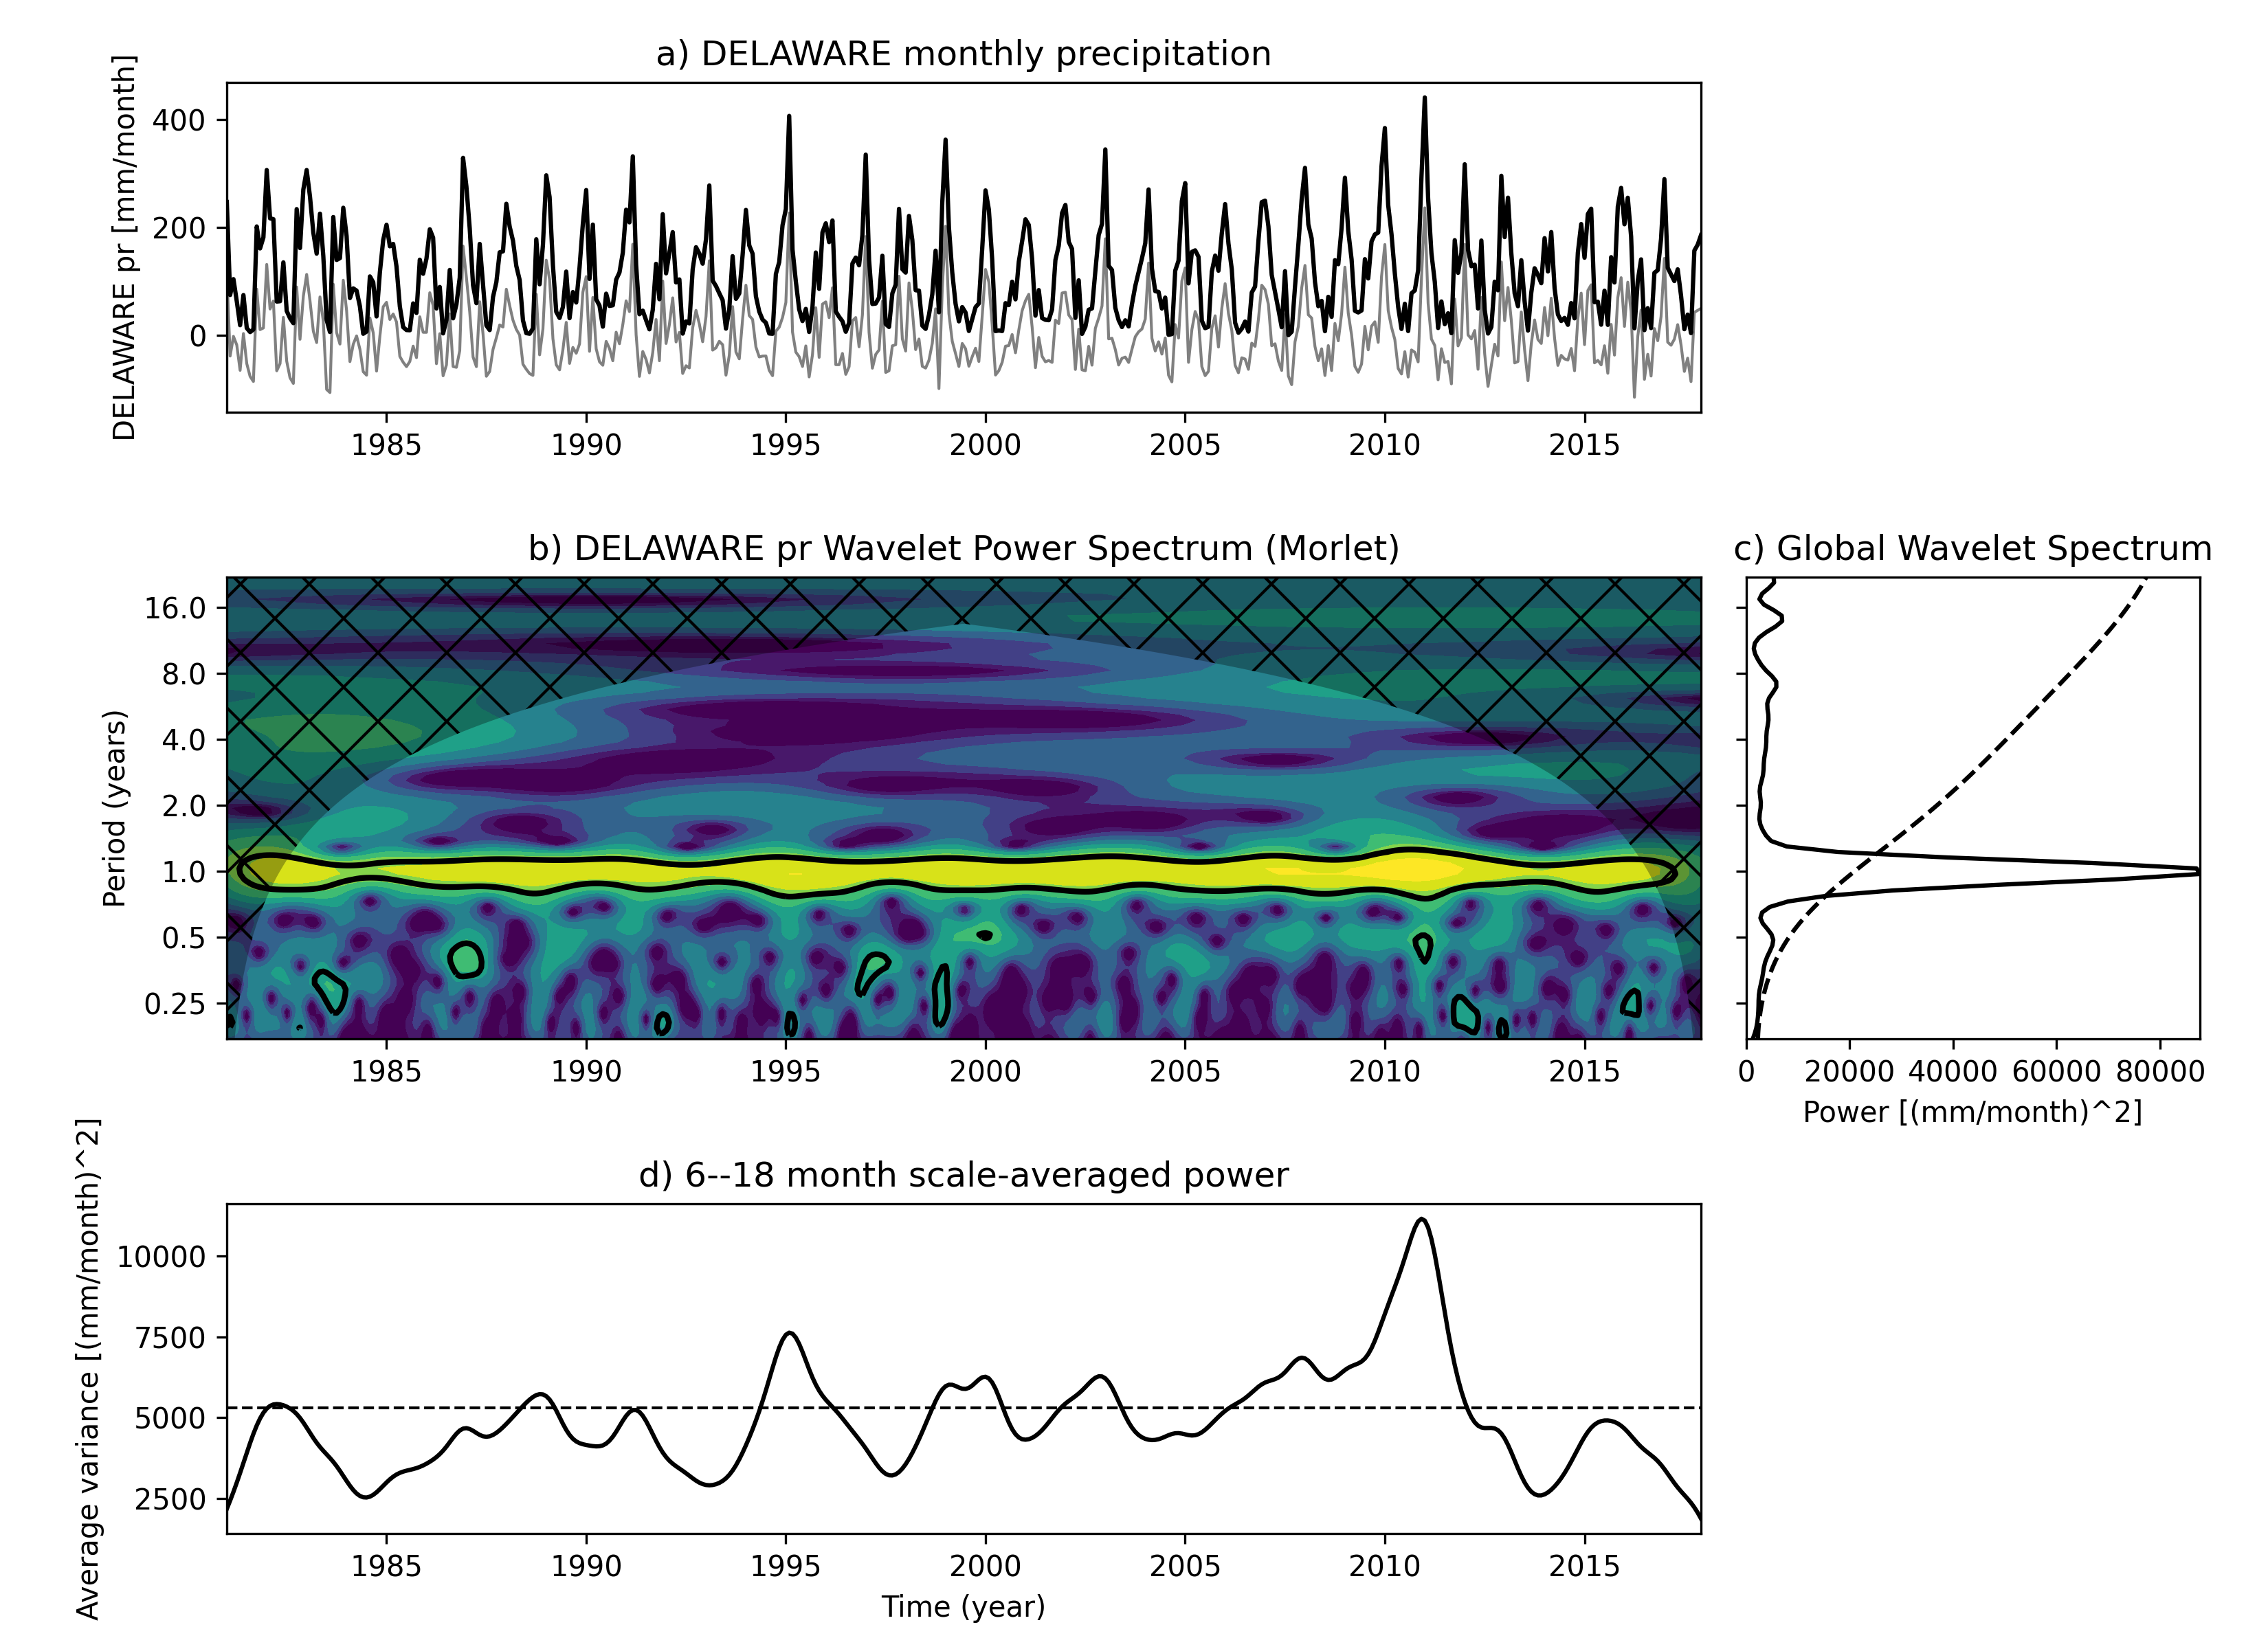 a) DELAWARE monthly precipitation
DELAWARE pr [mm/month]
400
200
0
1985 1990 1995 2000 2005 2010 2015
b) DELAWARE pr Wavelet Power Spectrum (Morlet)
Period (years)
16.0
8.0
4.0
2.0
1.0
0.5
0.25
1985 1990 1995 2000 2005 2010 2015
c) Global Wavelet Spectrum
0 20000 40000 60000 80000
Power [(mm/month)^2]
d) 6--18 month scale-averaged power
Average variance [(mm/month)^2]
10000
7500
5000
2500
1985 1990 1995 2000 2005 2010 2015
Time (year)